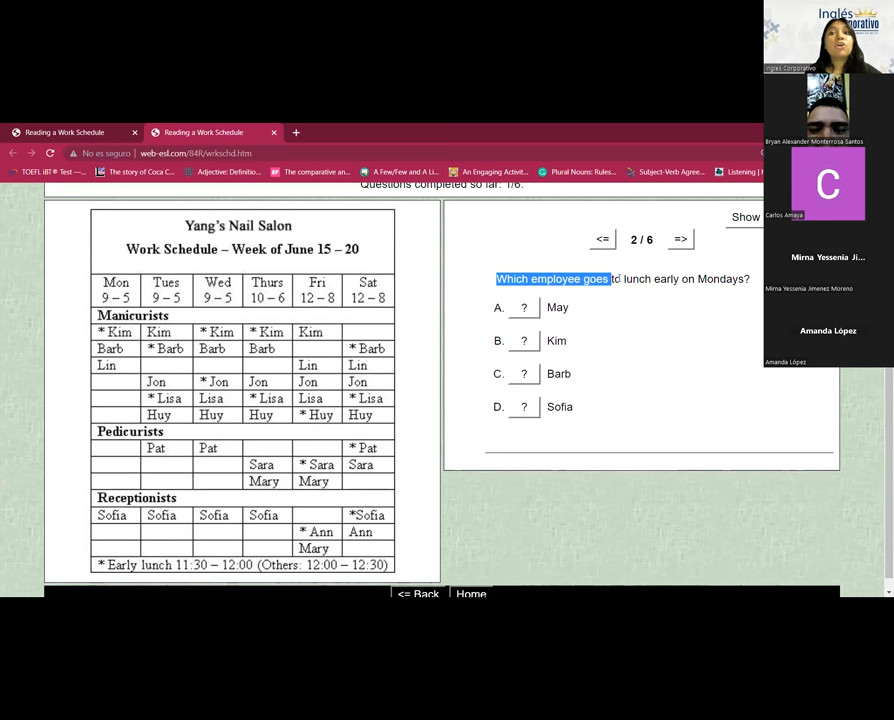 Inglés
Corporativo
Inglés Corporativo
Bryan Alexander Monterrosa Santos
C
Carlos Amaya
Mirna Yessenia Ji...
Mirna Yessenia Jimenez Moreno
Amanda López
Amanda López
Reading a Work Schedule × Reading a Work Schedule × +
No es seguro | web-esl.com/84R/wrkschd.htm
TOEFL iBT® Test —... The story of Coca C... Adjective: Definitio... EF The comparative an... A Few/Few and A Li... An Engaging Activit... Plural Nouns: Rules... Subject-Verb Agree... Listening |
Questions completed so far: 1/6.
Yang's Nail Salon
Work Schedule – Week of June 15 – 20
Mon Tues Wed Thurs Fri Sat
9 – 5 9 – 5 9 – 5 10 – 6 12 – 8 12 – 8
Manicurists
* Kim Kim * Kim * Kim Kim
Barb * Barb Barb Barb * Barb
Lin Lin Lin
Jon * Jon Jon Jon Jon
* Lisa Lisa * Lisa Lisa * Lisa
Huy Huy Huy * Huy Huy
Pedicurists
Pat Pat * Pat
Sara * Sara Sara
Mary Mary
Receptionists
Sofia Sofia Sofia Sofia *Sofia
* Ann Ann
Mary
* Early lunch 11:30 – 12:00 (Others: 12:00 – 12:30)
Show
<= 2 / 6 =>
Which employee goes to lunch early on Mondays?
A. ? May
B. ? Kim
C. ? Barb
D. ? Sofia
<= Back Home